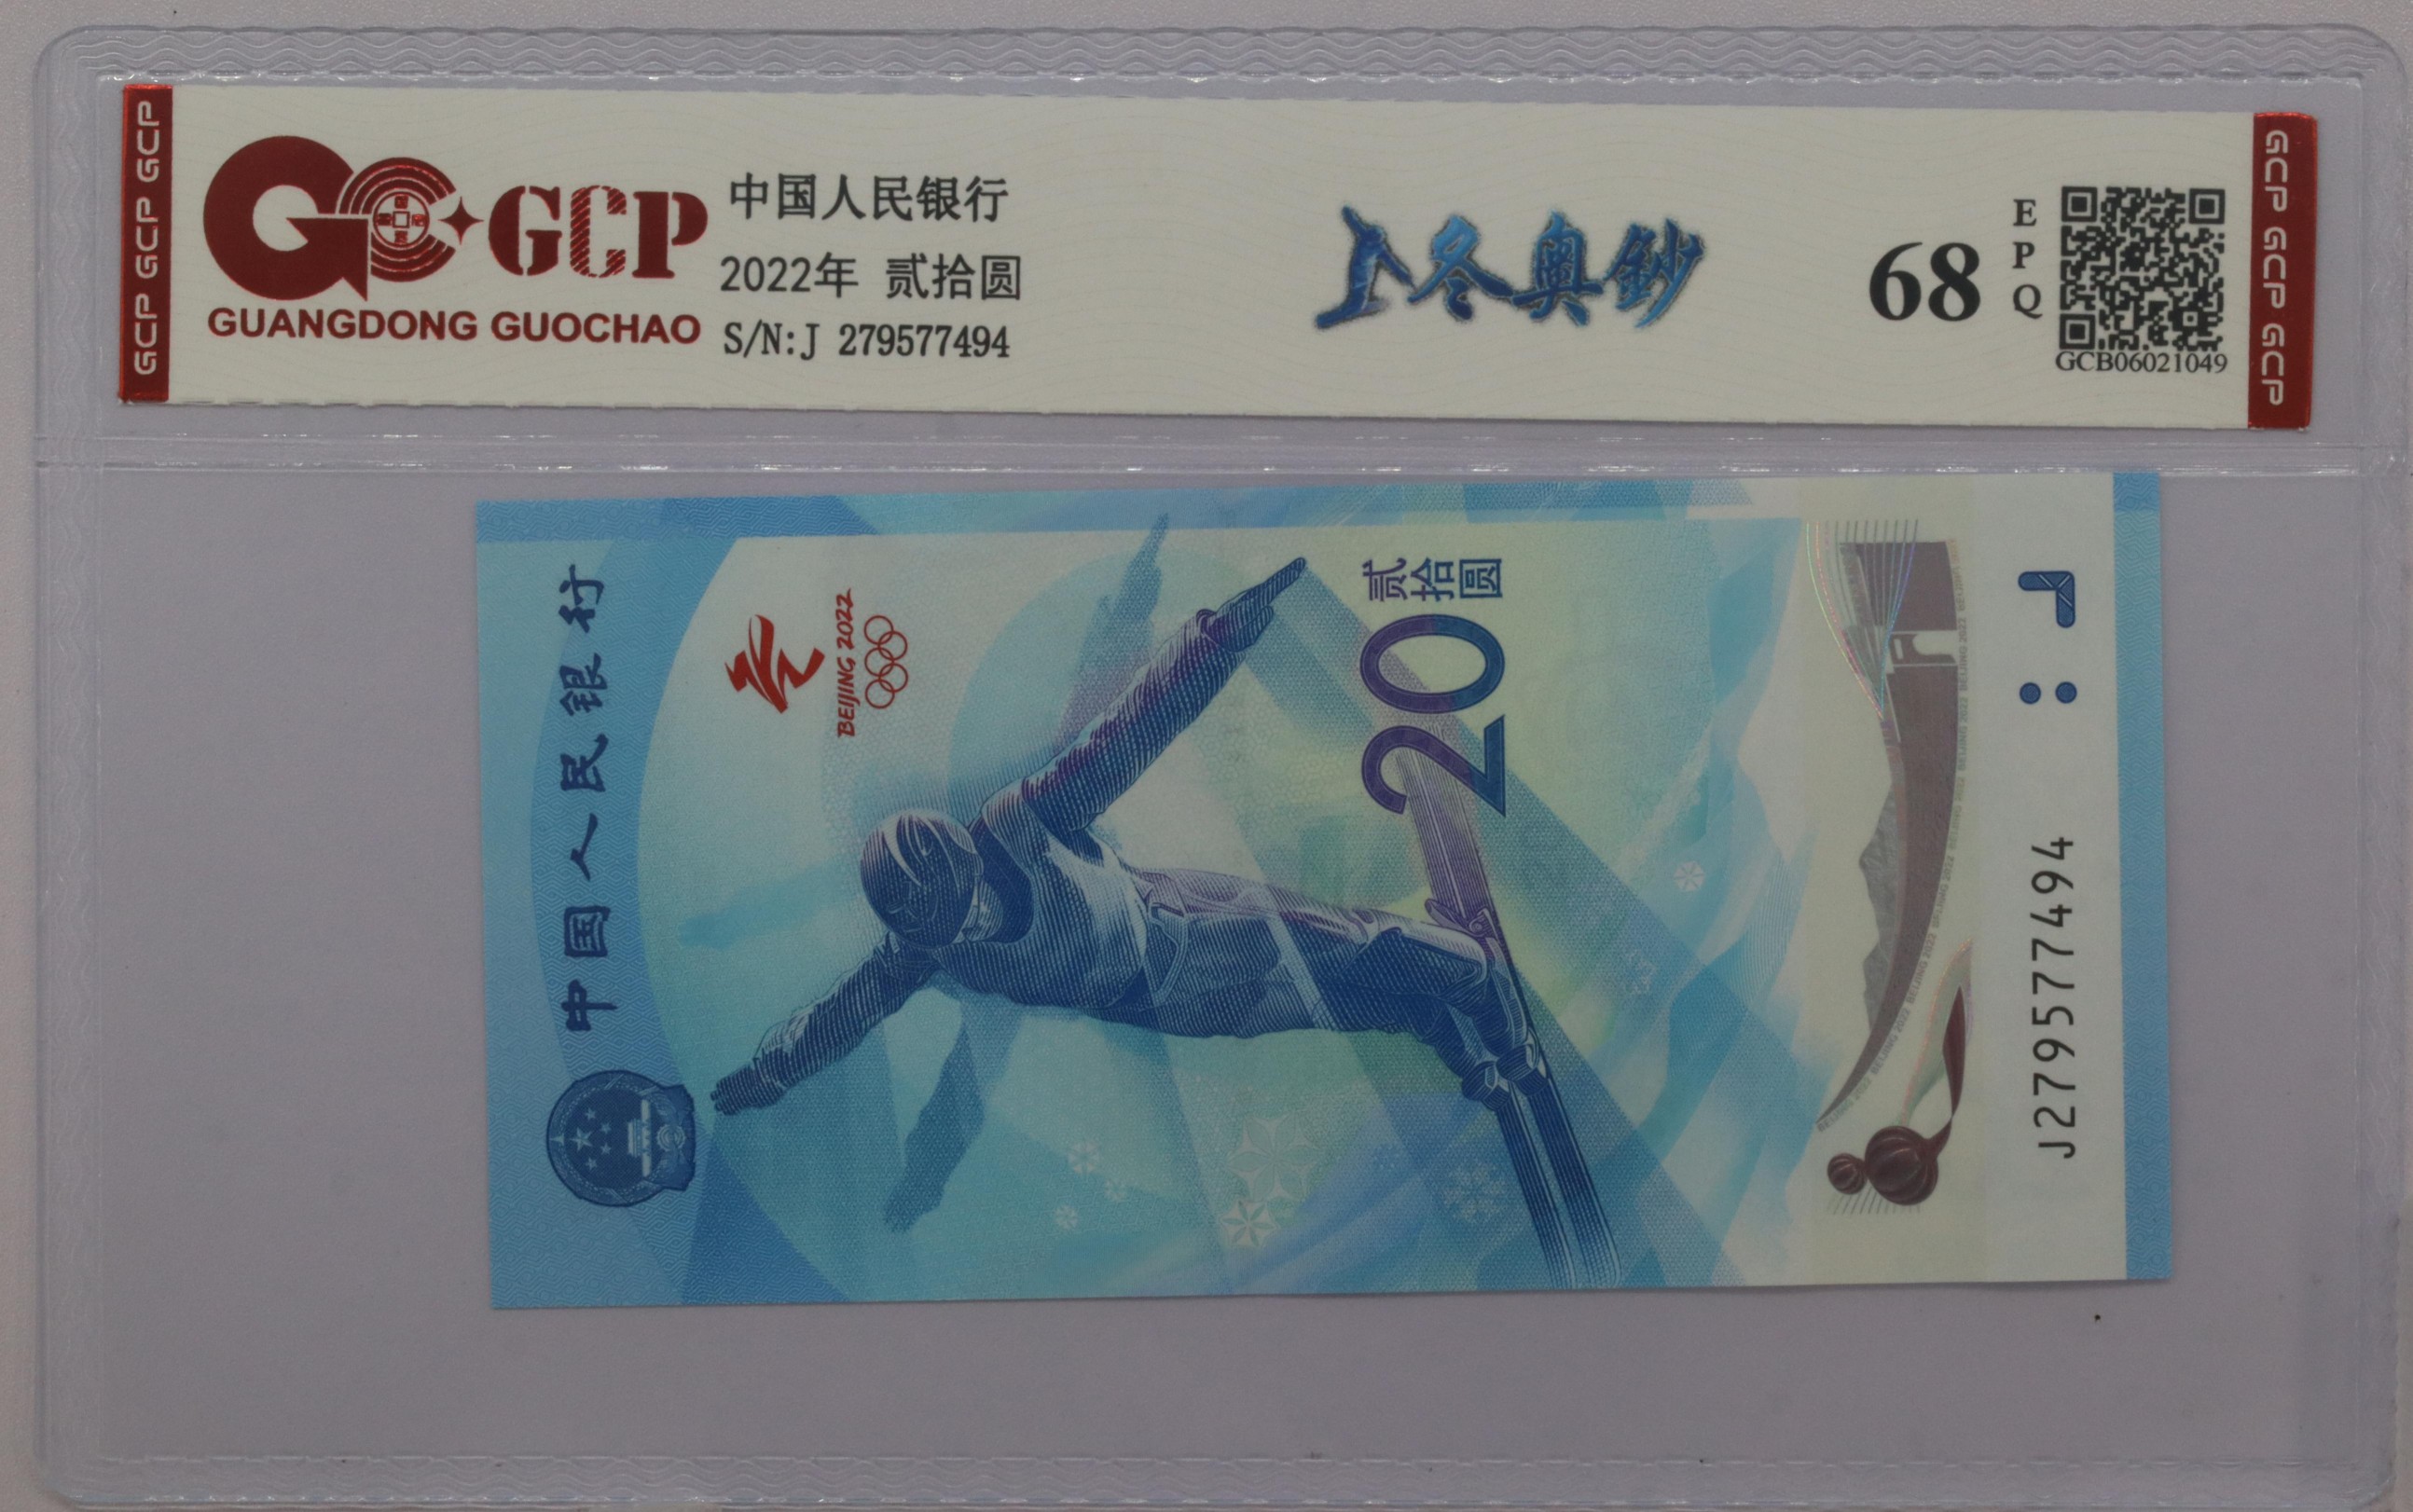 GCP GCP GCP
GCP
GUANGDONG GUOCHAO
中国人民银行
2022年 贰拾圆
S/N:J 279577494
冬奥鈔
68
EPQ
GCB06021049
GCP GCP GCP
中国人民银行
BEIJING 2022
贰拾圆
20
J279577494